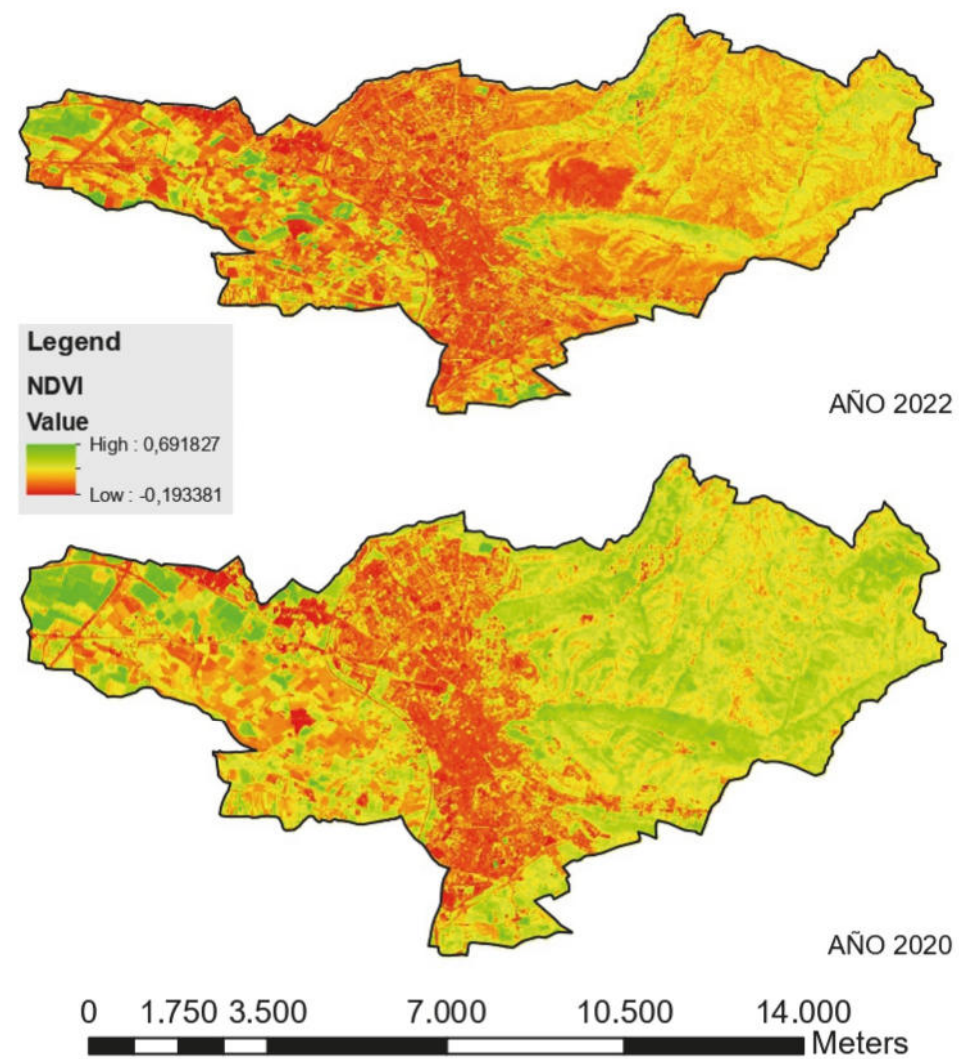 AÑO 2022
Legend
NDVI
Value
High : 0,691827
Low : -0,193381
AÑO 2020
0 1.750 3.500 7.000 10.500 14.000
Meters